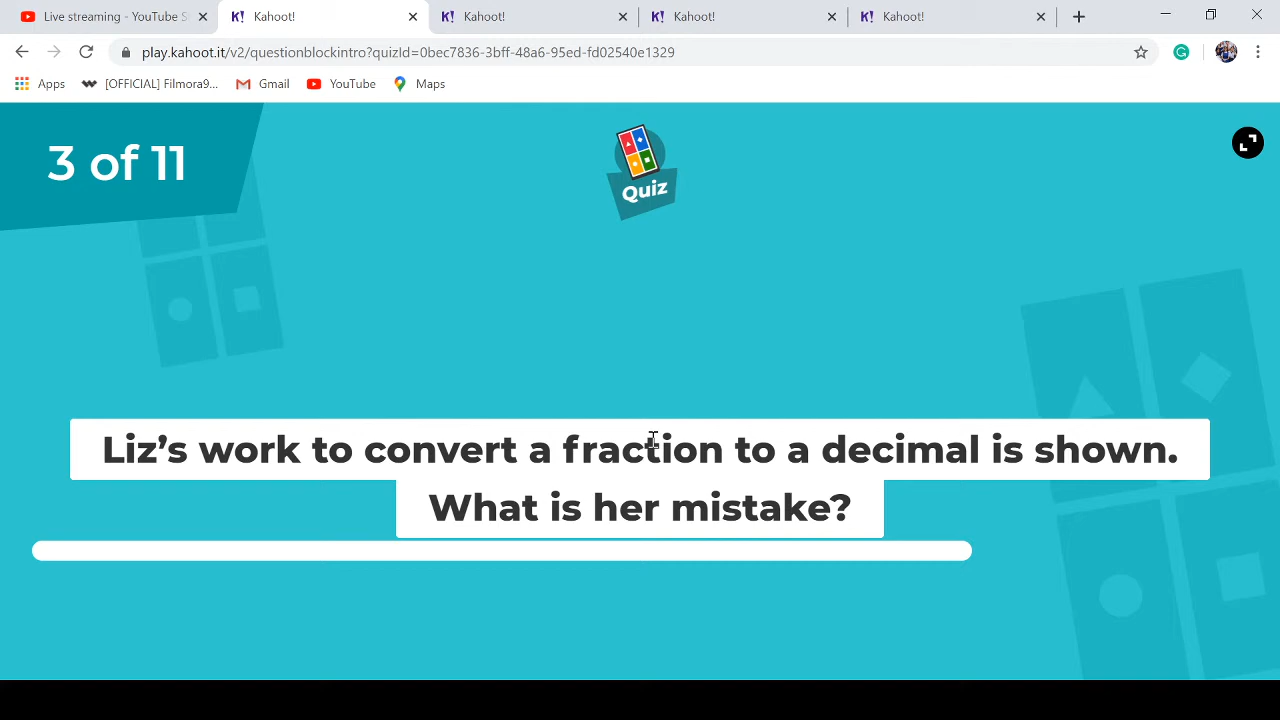 Live streaming - YouTube S
Kahoot!
Kahoot!
Kahoot!
Kahoot!
play.kahoot.it/v2/questionblockintro?quizId=0bec7836-3bff-48a6-95ed-fd02540e1329
Apps
[OFFICIAL] Filmora9...
Gmail
YouTube
Maps
3 of 11
Quiz
Liz's work to convert a fraction to a decimal is shown.
What is her mistake?